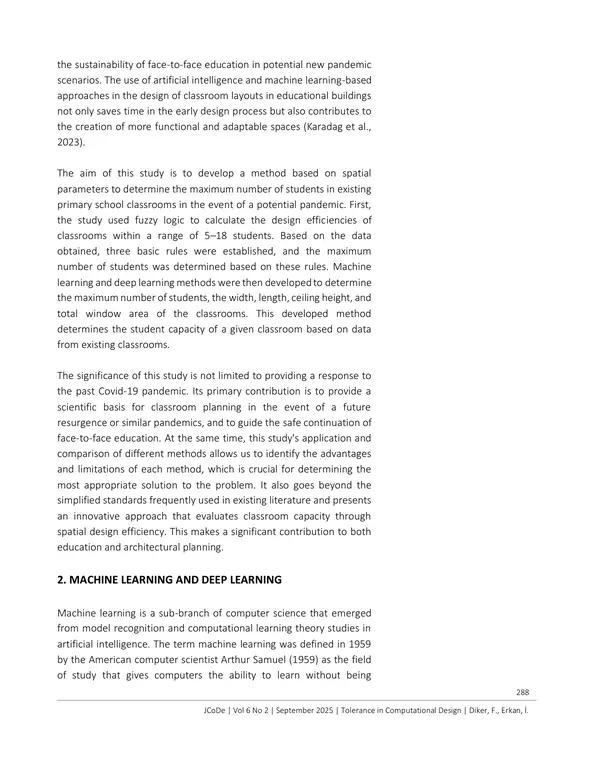 the sustainability of face-to-face education in potential new pandemic
scenarios. The use of artificial intelligence and machine learning-based
approaches in the design of classroom layouts in educational buildings
not only saves time in the early design process but also contributes to
the creation of more functional and adaptable spaces (Karadag et al.,
2023).
The aim of this study is to develop a method based on spatial
parameters to determine the maximum number of students in existing
primary school classrooms in the event of a potential pandemic. First,
the study used fuzzy logic to calculate the design efficiencies of
classrooms within a range of 5–18 students. Based on the data
obtained, three basic rules were established, and the maximum
number of students was determined based on these rules. Machine
learning and deep learning methods were then developed to determine
the maximum number of students, the width, length, ceiling height, and
total window area of the classrooms. This developed method
determines the student capacity of a given classroom based on data
from existing classrooms.
The significance of this study is not limited to providing a response to
the past Covid-19 pandemic. Its primary contribution is to provide a
scientific basis for classroom planning in the event of a future
resurgence or similar pandemics, and to guide the safe continuation of
face-to-face education. At the same time, this study's application and
comparison of different methods allows us to identify the advantages
and limitations of each method, which is crucial for determining the
most appropriate solution to the problem. It also goes beyond the
simplified standards frequently used in existing literature and presents
an innovative approach that evaluates classroom capacity through
spatial design efficiency. This makes a significant contribution to both
education and architectural planning.
2. MACHINE LEARNING AND DEEP LEARNING
Machine learning is a sub-branch of computer science that emerged
from model recognition and computational learning theory studies in
artificial intelligence. The term machine learning was defined in 1959
by the American computer scientist Arthur Samuel (1959) as the field
of study that gives computers the ability to learn without being
288
JCoDe | Vol 6 No 2 | September 2025 | Tolerance in Computational Design | Diker, F., Erkan, İ.